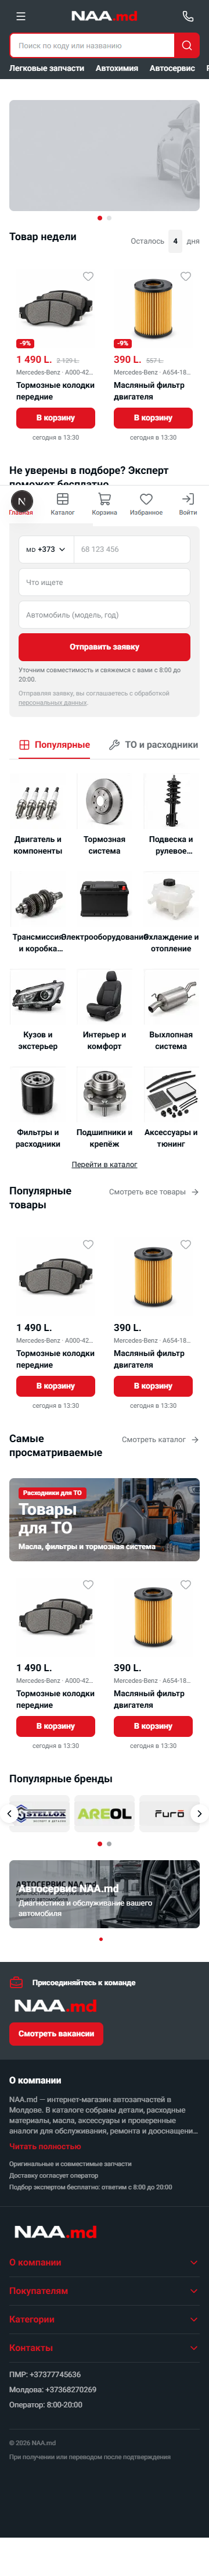 NAA.md
Поиск по коду или названию
Легковые запчасти Автохимия Автосервис
Товар недели
Осталось 4 дня
-9%
1 490 L. 2 129 L.
Mercedes-Benz · A000-42...
Тормозные колодки
передние
В корзину
сегодня в 13:30
-9%
390 L. 557 L.
Mercedes-Benz · A654-18...
Масляный фильтр
двигателя
В корзину
сегодня в 13:30
Не уверены в подборе? Эксперт
поможет бесплатно
N
Главная
Каталог
Корзина
Избранное
Войти
MD +373
68 123 456
Что ищете
Автомобиль (модель, год)
Отправить заявку
Уточним совместимость и свяжемся с вами с 8:00 до
20:00.
Отправляя заявку, вы соглашаетесь с обработкой
персональных данных.
Популярные
ТО и расходники
Двигатель и
компоненты
Тормозная
система
Подвеска и
рулевое...
Трансмиссия
и коробка...
Электрооборудование
Охлаждение и
отопление
Кузов и
экстерьер
Интерьер и
комфорт
Выхлопная
система
Фильтры и
расходники
Подшипники и
крепёж
Аксессуары и
тюнинг
Перейти в каталог
Популярные
товары
Смотреть все товары
1 490 L.
Mercedes-Benz · A000-42...
Тормозные колодки
передние
В корзину
сегодня в 13:30
390 L.
Mercedes-Benz · A654-18...
Масляный фильтр
двигателя
В корзину
сегодня в 13:30
Самые
просматриваемые
Смотреть каталог
Расходники для ТО
Товары
для ТО
Масла, фильтры и тормозная система
1 490 L.
Mercedes-Benz · A000-42...
Тормозные колодки
передние
В корзину
сегодня в 13:30
390 L.
Mercedes-Benz · A654-18...
Масляный фильтр
двигателя
В корзину
сегодня в 13:30
Популярные бренды
STELLOX
AREOL
Furo
АВТОСЕРВИС NAA.md
Автосервис NAA.md
Диагностика и обслуживание вашего
автомобиля
Присоединяйтесь к команде
NAA.md
Смотреть вакансии
О компании
NAA.md — интернет-магазин автозапчастей в
Молдове. В каталоге собраны детали, расходные
материалы, масла, аксессуары и проверенные
аналоги для обслуживания, ремонта и дооснащени...
Читать полностью
Оригинальные и совместимые запчасти
Доставку согласует оператор
Подбор экспертом бесплатно: ответим с 8:00 до 20:00
NAA.md
О компании
Покупателям
Категории
Контакты
ПМР: +37377745636
Молдова: +37368270269
Оператор: 8:00-20:00
© 2026 NAA.md
При получении или переводом после подтверждения